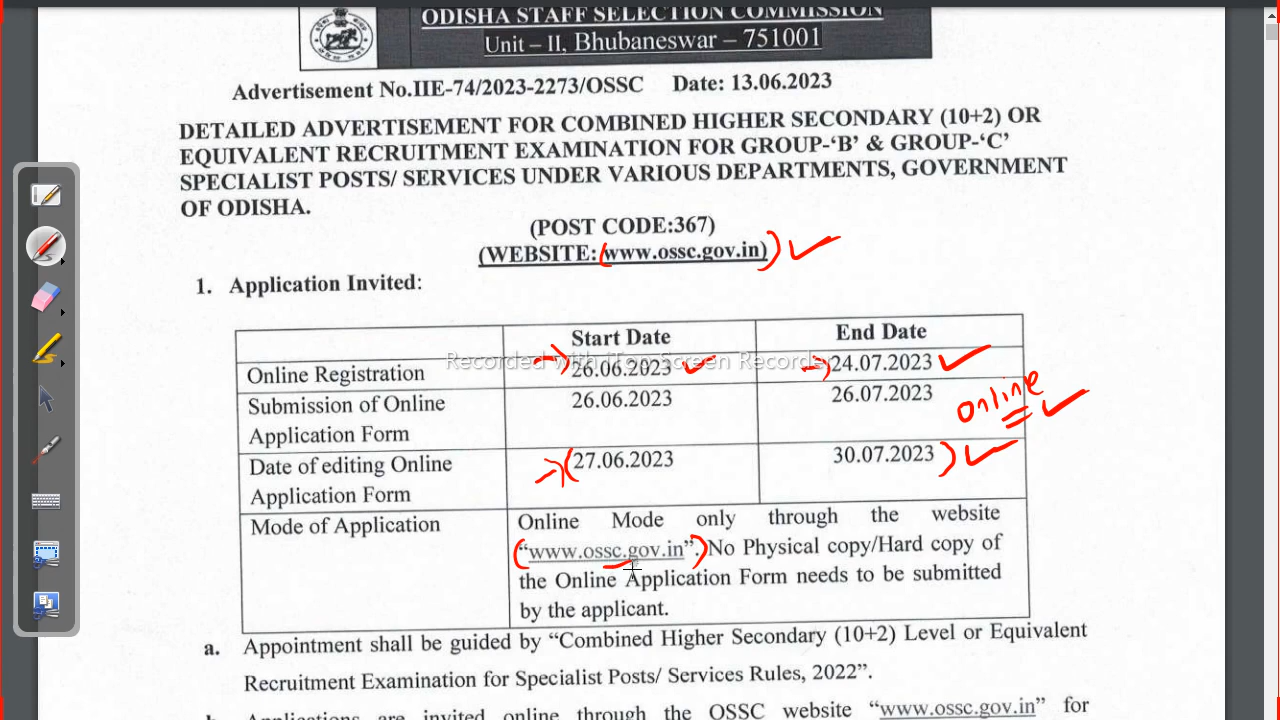 ODISHA STAFF SELECTION COMMISSION
Unit – II, Bhubaneswar – 751001
Advertisement No.IIE-74/2023-2273/OSSC Date: 13.06.2023
DETAILED ADVERTISEMENT FOR COMBINED HIGHER SECONDARY (10+2) OR
EQUIVALENT RECRUITMENT EXAMINATION FOR GROUP-‘B’ & GROUP-‘C’
SPECIALIST POSTS/ SERVICES UNDER VARIOUS DEPARTMENTS, GOVERNMENT
OF ODISHA.
(POST CODE:367)
(WEBSITE: www.ossc.gov.in)
1. Application Invited:
Start Date End Date
Recorded with iTop Screen Recorder
Online Registration 26.06.2023 24.07.2023
Submission of Online 26.06.2023 26.07.2023
Application Form
online
Date of editing Online 27.06.2023 30.07.2023
Application Form
Mode of Application Online Mode only through the website
“www.ossc.gov.in”. No Physical copy/Hard copy of
the Online Application Form needs to be submitted
by the applicant.
a. Appointment shall be guided by “Combined Higher Secondary (10+2) Level or Equivalent
Recruitment Examination for Specialist Posts/ Services Rules, 2022”.
b. Applications are invited online through the OSSC website “www.ossc.gov.in” for